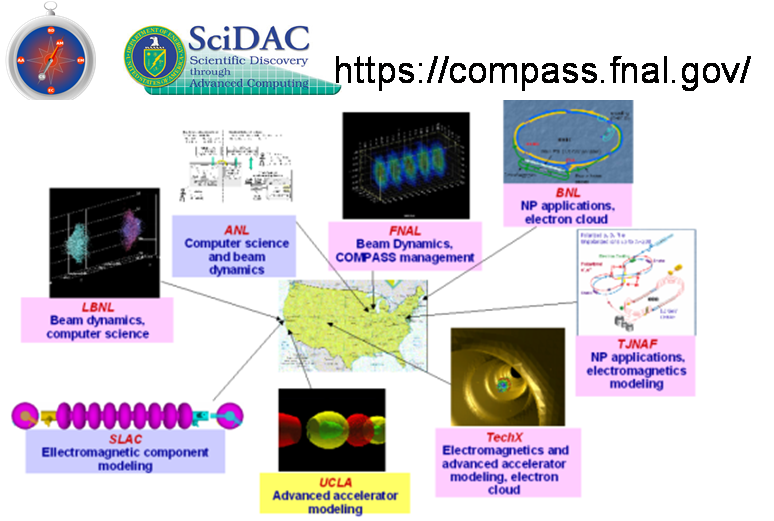 SciDAC
Scientific Discovery
through
Advanced Computing
https://compass.fnal.gov/
ANL
Computer science
and beam
dynamics
FNAL
Beam Dynamics,
COMPASS management
BNL
NP applications,
electron cloud
LBNL
Beam dynamics,
computer science
TJNAF
NP applications,
electromagnetics
modeling
SLAC
Ellectromagnetic component
modeling
UCLA
Advanced accelerator
modeling
TechX
Electromagnetics and
advanced accelerator
modeling, electron
cloud